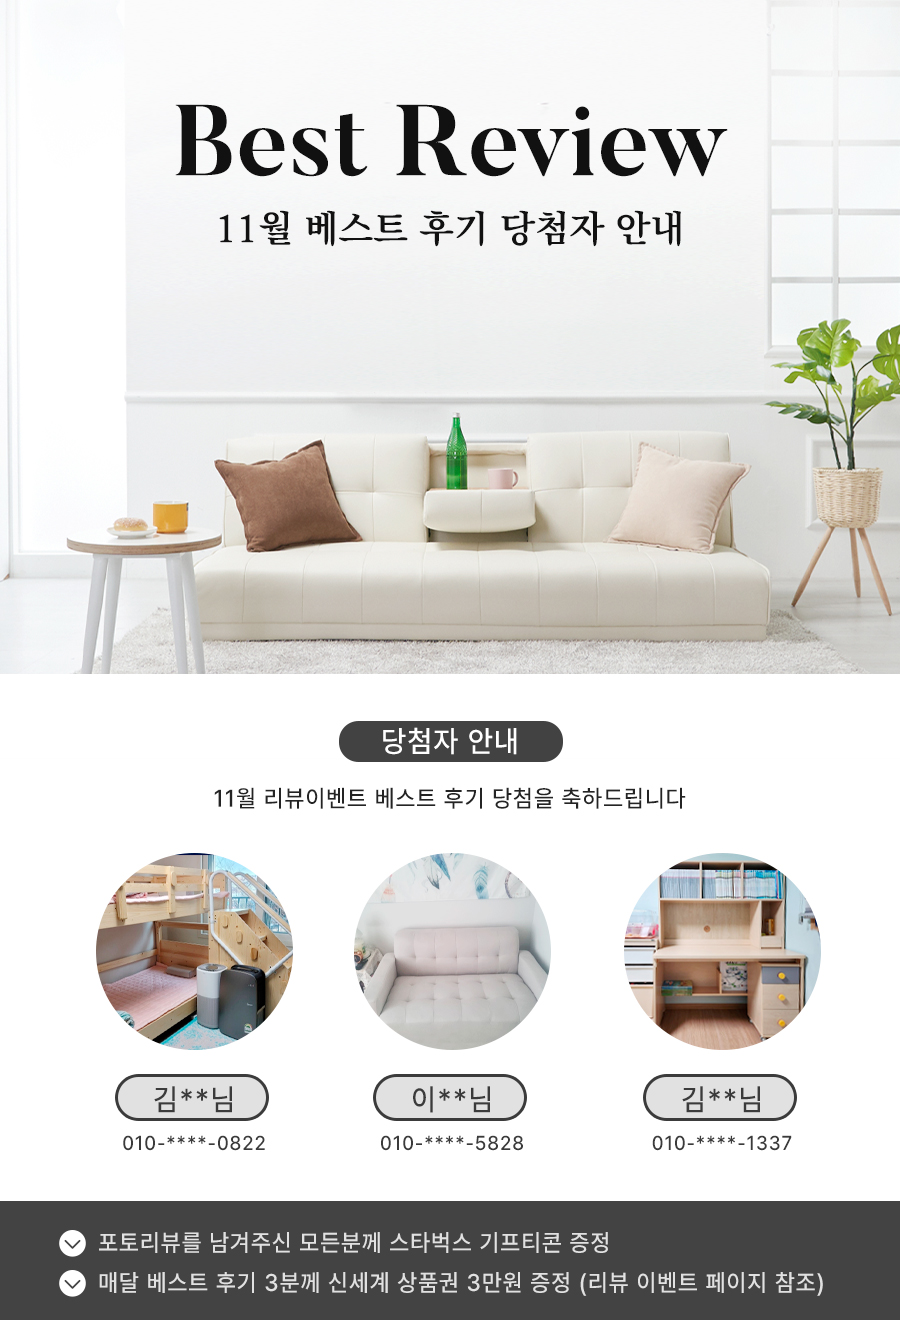 Best Review
11월 베스트 후기 당첨자 안내
당첨자 안내
11월 리뷰이벤트 베스트 후기 당첨을 축하드립니다
김**님 이**님 김**님
010-****-0822 010-****-5828 010-****-1337
포토리뷰를 남겨주신 모든분께 스타벅스 기프티콘 증정
매달 베스트 후기 3분께 신세계 상품권 3만원 증정 (리뷰 이벤트 페이지 참조)